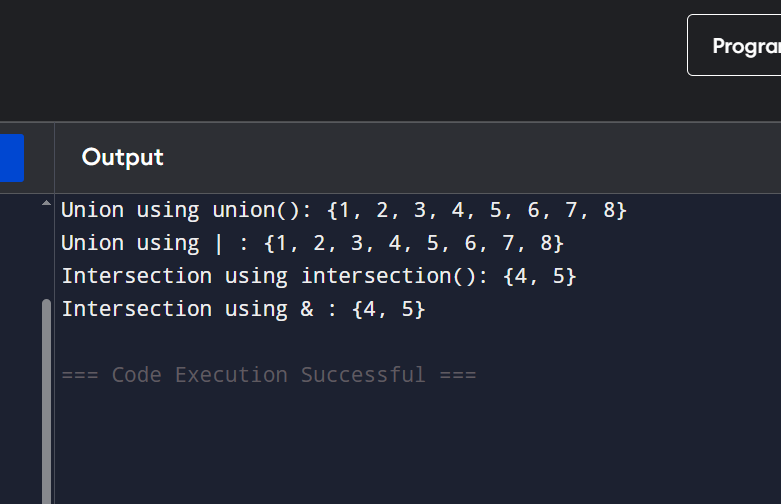 Output
Union using union(): {1, 2, 3, 4, 5, 6, 7, 8}
Union using | : {1, 2, 3, 4, 5, 6, 7, 8}
Intersection using intersection(): {4, 5}
Intersection using & : {4, 5}
=== Code Execution Successful ===